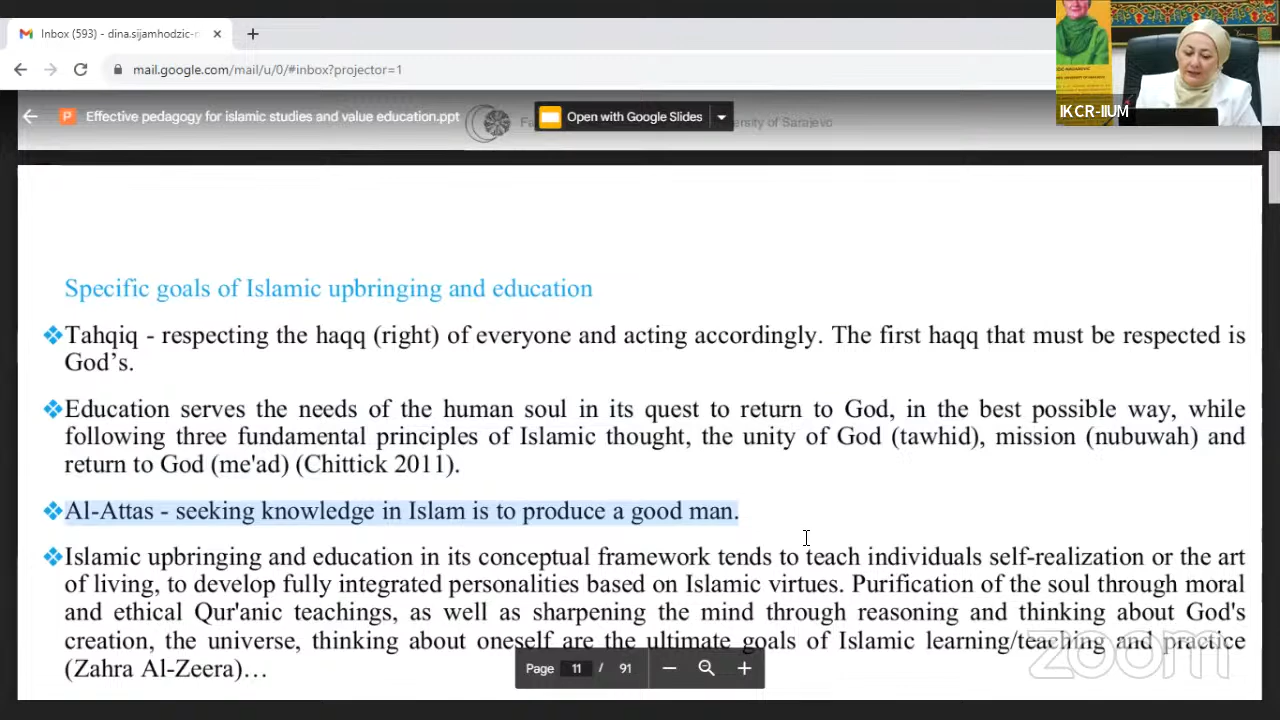 Inbox (593) - dina.sijamhodzic-
mail.google.com/mail/u/0/#inbox?projector=1
IKCR-IIUM
Effective pedagogy for islamic studies and value education.ppt
Open with Google Slides
University of Sarajevo
Specific goals of Islamic upbringing and education
Tahqiq - respecting the haqq (right) of everyone and acting accordingly. The first haqq that must be respected is
God's.
Education serves the needs of the human soul in its quest to return to God, in the best possible way, while
following three fundamental principles of Islamic thought, the unity of God (tawhid), mission (nubuwah) and
return to God (me'ad) (Chittick 2011).
Al-Attas - seeking knowledge in Islam is to produce a good man.
Islamic upbringing and education in its conceptual framework tends to teach individuals self-realization or the art
of living, to develop fully integrated personalities based on Islamic virtues. Purification of the soul through moral
and ethical Qur'anic teachings, as well as sharpening the mind through reasoning and thinking about God's
creation, the universe, thinking about oneself are the ultimate goals of Islamic learning/teaching and practice
(Zahra Al-Zeera)…
Page 11 / 91
zoom